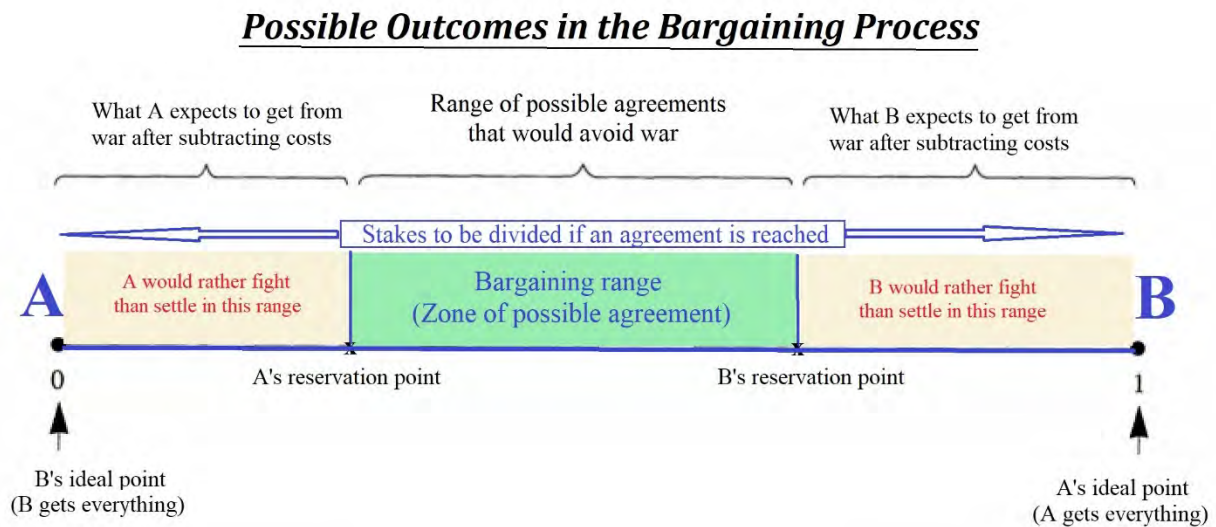 Possible Outcomes in the Bargaining Process
What A expects to get from
war after subtracting costs
Range of possible agreements
that would avoid war
What B expects to get from
war after subtracting costs
Stakes to be divided if an agreement is reached
A
A would rather fight
than settle in this range
Bargaining range
(Zone of possible agreement)
B would rather fight
than settle in this range
B
x
x
0
A's reservation point
B's reservation point
1
B's ideal point
(B gets everything)
A's ideal point
(A gets everything)